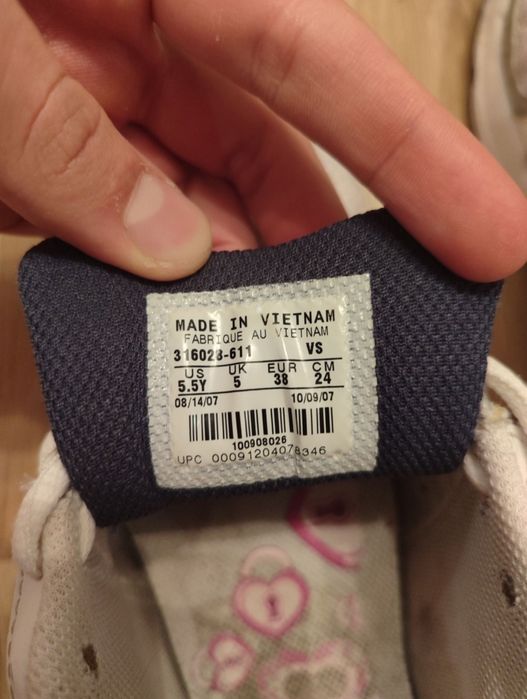 MADE IN VIETNAM
FABRIQUE AU VIETNAM
316028-611 VS
US UK EUR CM
5.5Y 5 38 24
08/14/07 10/09/07
100908026
UPC 00091204078346